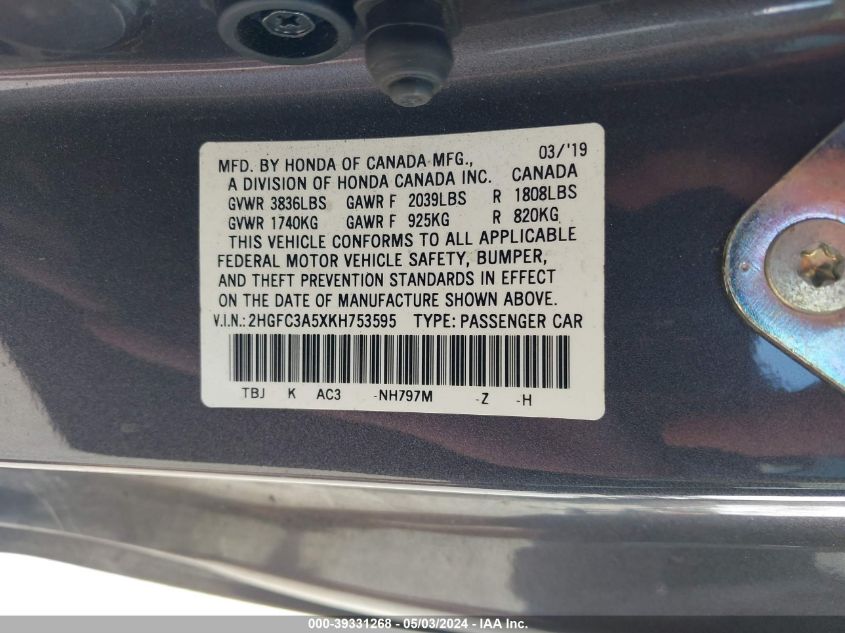 03/'19
MFD. BY HONDA OF CANADA MFG.,
A DIVISION OF HONDA CANADA INC. CANADA
GVWR 3836LBS GAWR F 2039LBS R 1808LBS
GVWR 1740KG GAWR F 925KG R 820KG
THIS VEHICLE CONFORMS TO ALL APPLICABLE
FEDERAL MOTOR VEHICLE SAFETY, BUMPER,
AND THEFT PREVENTION STANDARDS IN EFFECT
ON THE DATE OF MANUFACTURE SHOWN ABOVE.
V.I.N.: 2HGFC3A5XKH753595 TYPE: PASSENGER CAR
TBJ K AC3 -NH797M -Z -H
000-39331268 - 05/03/2024 - IAA Inc.